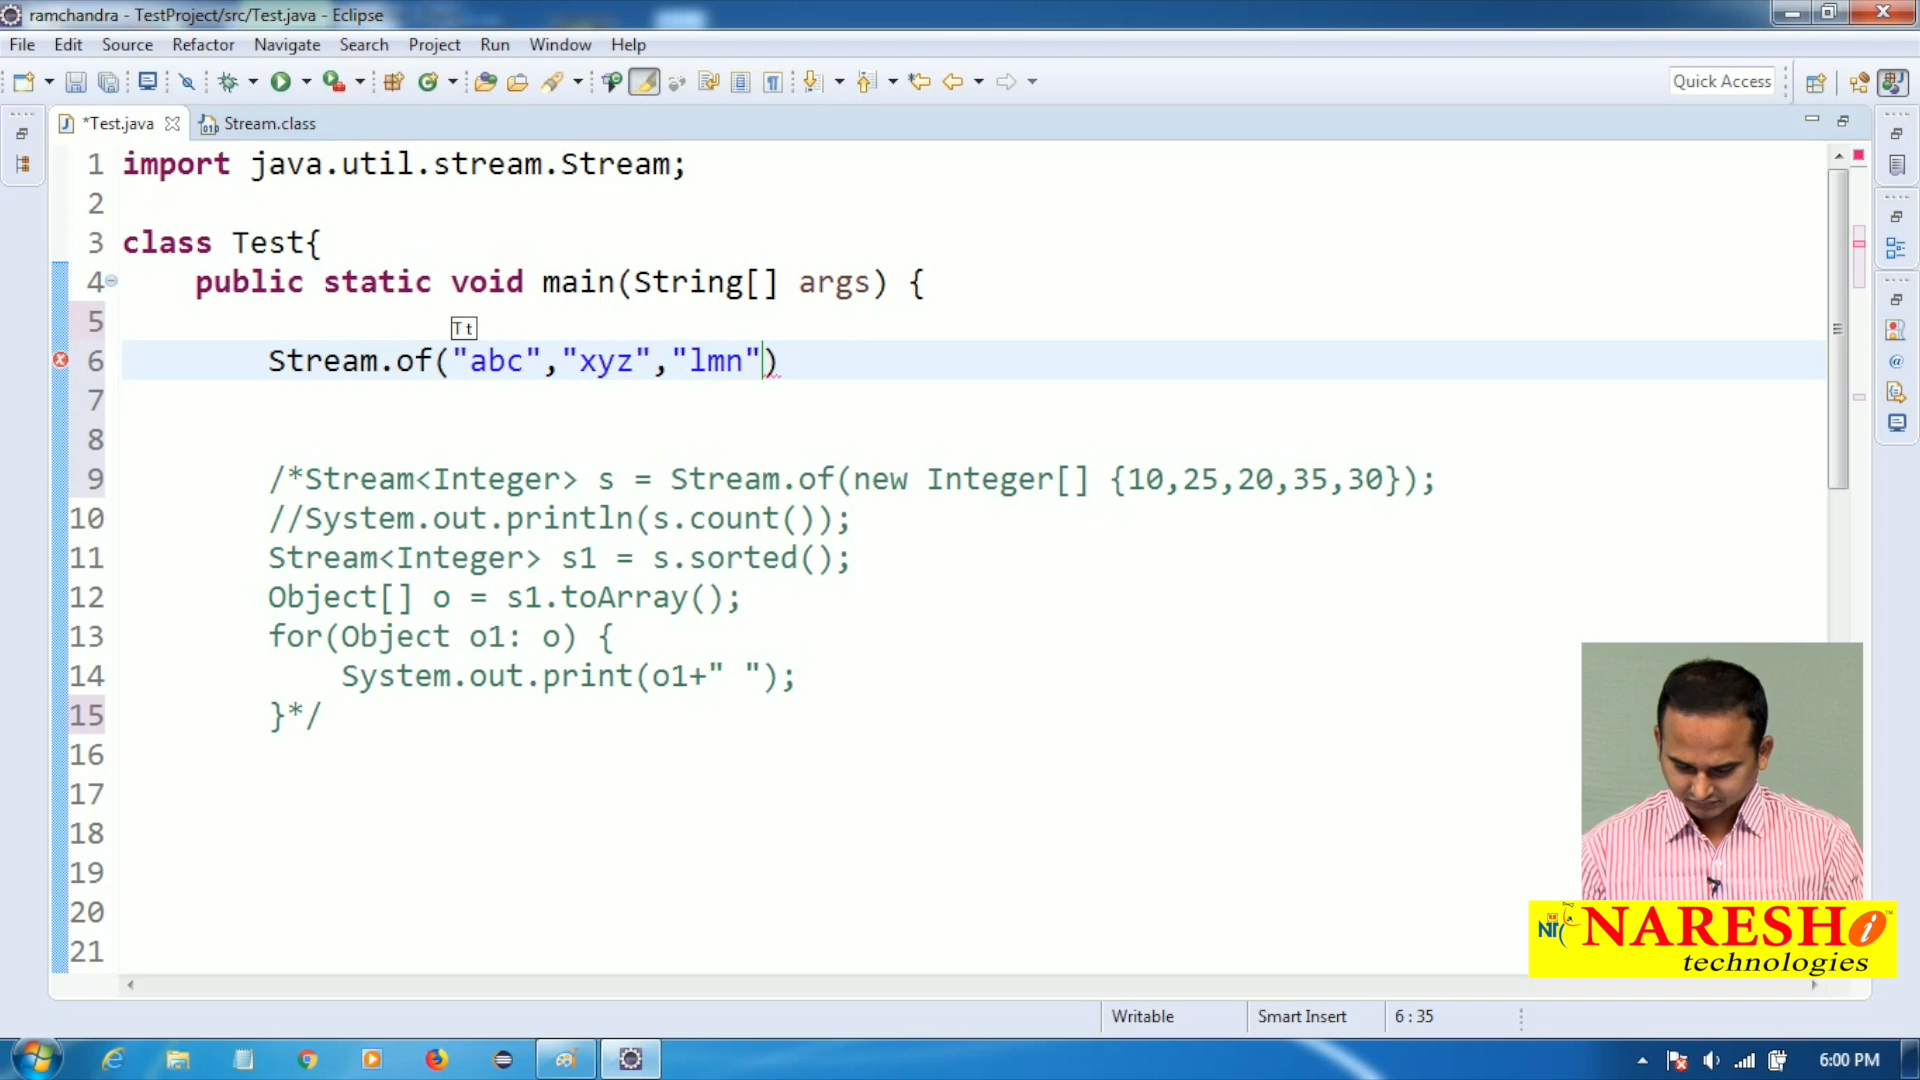 ramchandra - TestProject/src/Test.java - Eclipse
File Edit Source Refactor Navigate Search Project Run Window Help
Quick Access
*Test.java Stream.class
1 import java.util.stream.Stream;
2
3 class Test{
4 public static void main(String[] args) {
5
T t
6 Stream.of("abc","xyz","lmn")
7
8
9 /*Stream<Integer> s = Stream.of(new Integer[] {10,25,20,35,30});
10 //System.out.println(s.count());
11 Stream<Integer> s1 = s.sorted();
12 Object[] o = s1.toArray();
13 for(Object o1: o) {
14 System.out.print(o1+" ");
15 }*/
16
17
18
19
20
21
NARESH i
technologies
Writable Smart Insert 6 : 35
6:00 PM